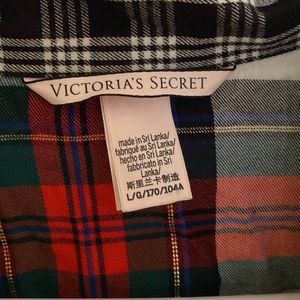 VICTORIA'S SECRET
made in Sri Lanka/
fabriqué au Sri Lanka/
hecho en Sri Lanka/
fabbricato in Sri
Lanka/
斯里兰卡制造
L/G/170/104A